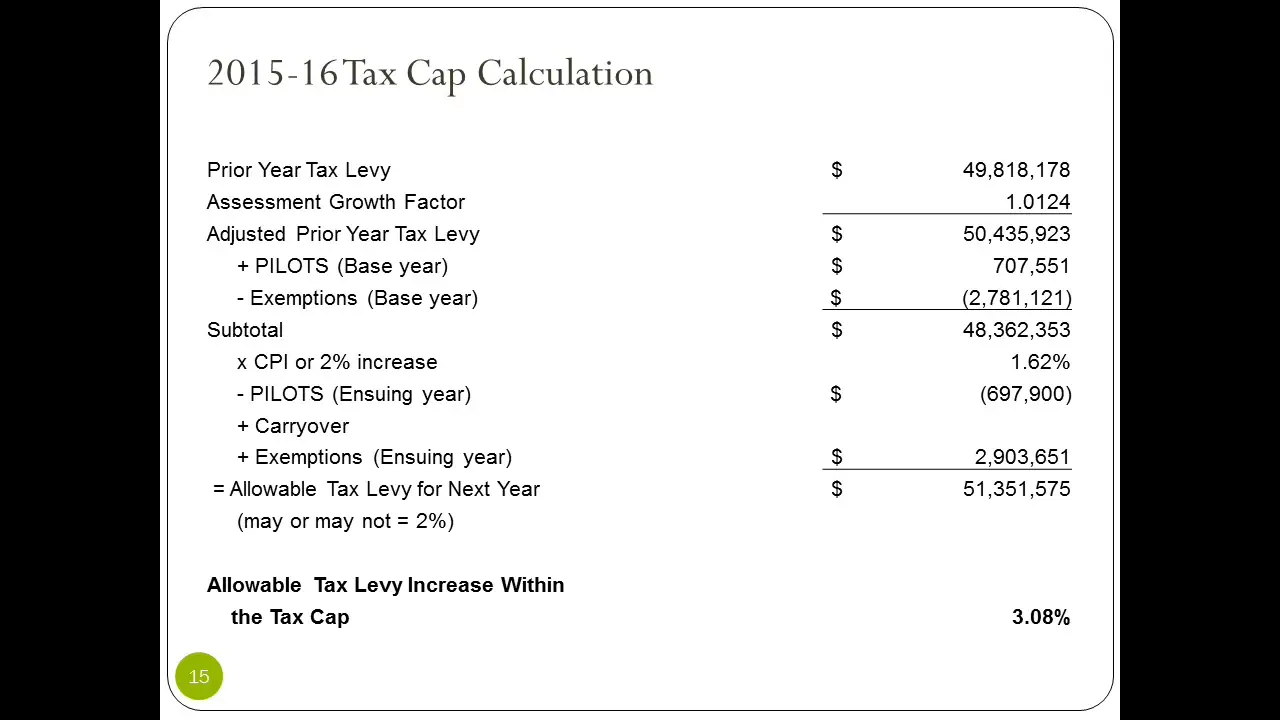 2015-16 Tax Cap Calculation
Prior Year Tax Levy $ 49,818,178
Assessment Growth Factor 1.0124
Adjusted Prior Year Tax Levy $ 50,435,923
+ PILOTS (Base year) $ 707,551
- Exemptions (Base year) $ (2,781,121)
Subtotal $ 48,362,353
x CPI or 2% increase 1.62%
- PILOTS (Ensuing year) $ (697,900)
+ Carryover
+ Exemptions (Ensuing year) $ 2,903,651
= Allowable Tax Levy for Next Year $ 51,351,575
(may or may not = 2%)
Allowable Tax Levy Increase Within
the Tax Cap 3.08%
15